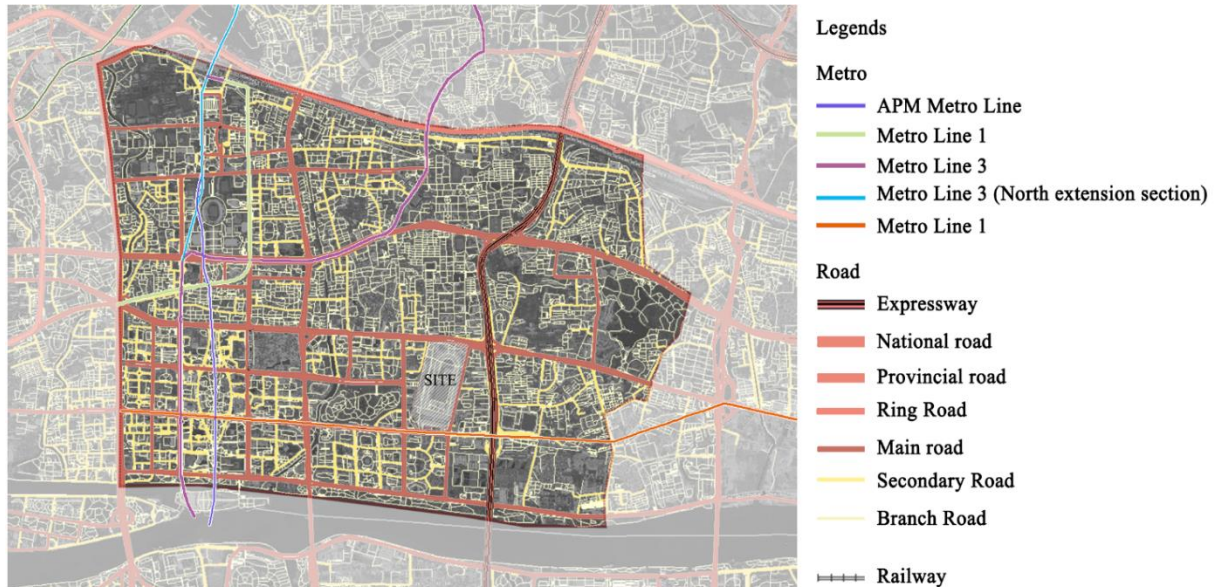 Legends
Metro
APM Metro Line
Metro Line 1
Metro Line 3
Metro Line 3 (North extension section)
Metro Line 1
Road
Expressway
National road
Provincial road
Ring Road
Main road
Secondary Road
Branch Road
Railway
SITE